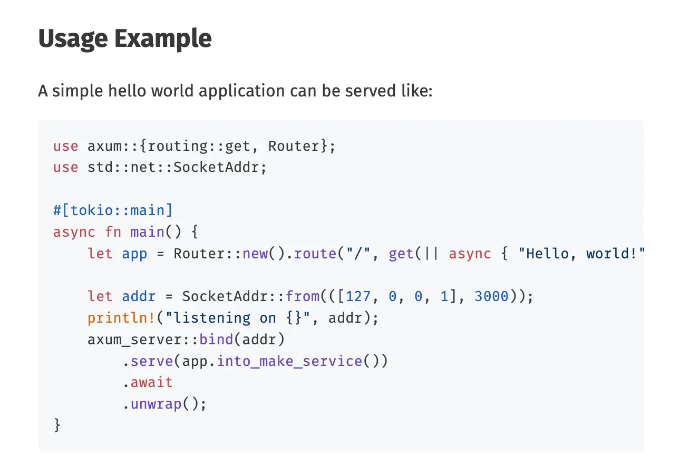 Usage Example
A simple hello world application can be served like:
use axum::{routing::get, Router};
use std::net::SocketAddr;
#[tokio::main]
async fn main() {
    let app = Router::new().route("/", get(|| async { "Hello, world!"
    let addr = SocketAddr::from(([127, 0, 0, 1], 3000));
    println!("listening on {}", addr);
    axum_server::bind(addr)
        .serve(app.into_make_service())
        .await
        .unwrap();
}